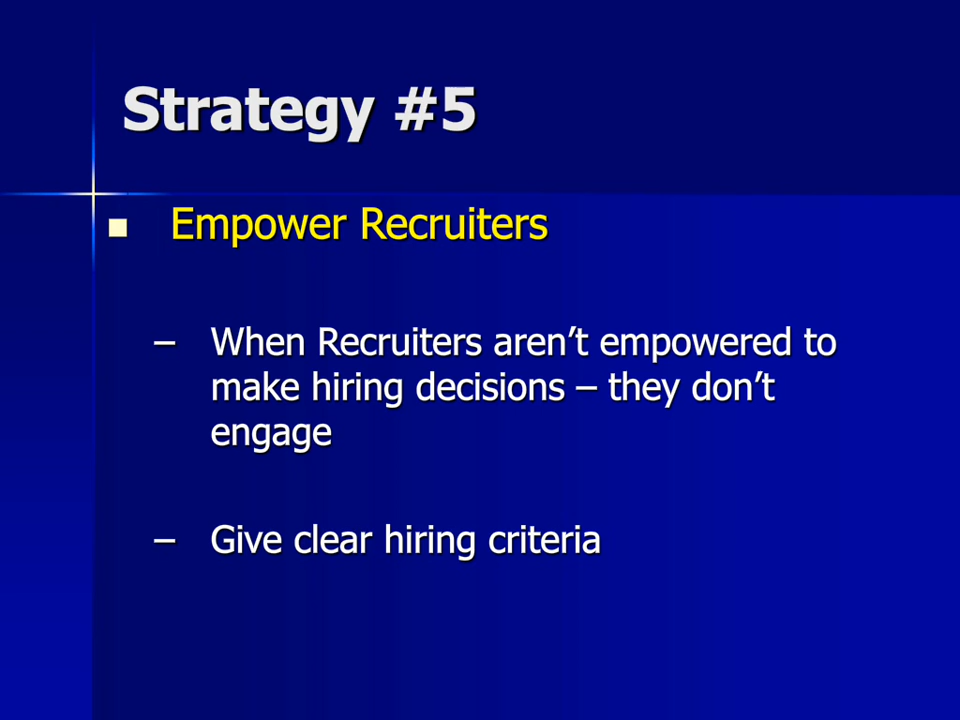 Strategy #5
Empower Recruiters
– When Recruiters aren’t empowered to
make hiring decisions – they don’t
engage
– Give clear hiring criteria